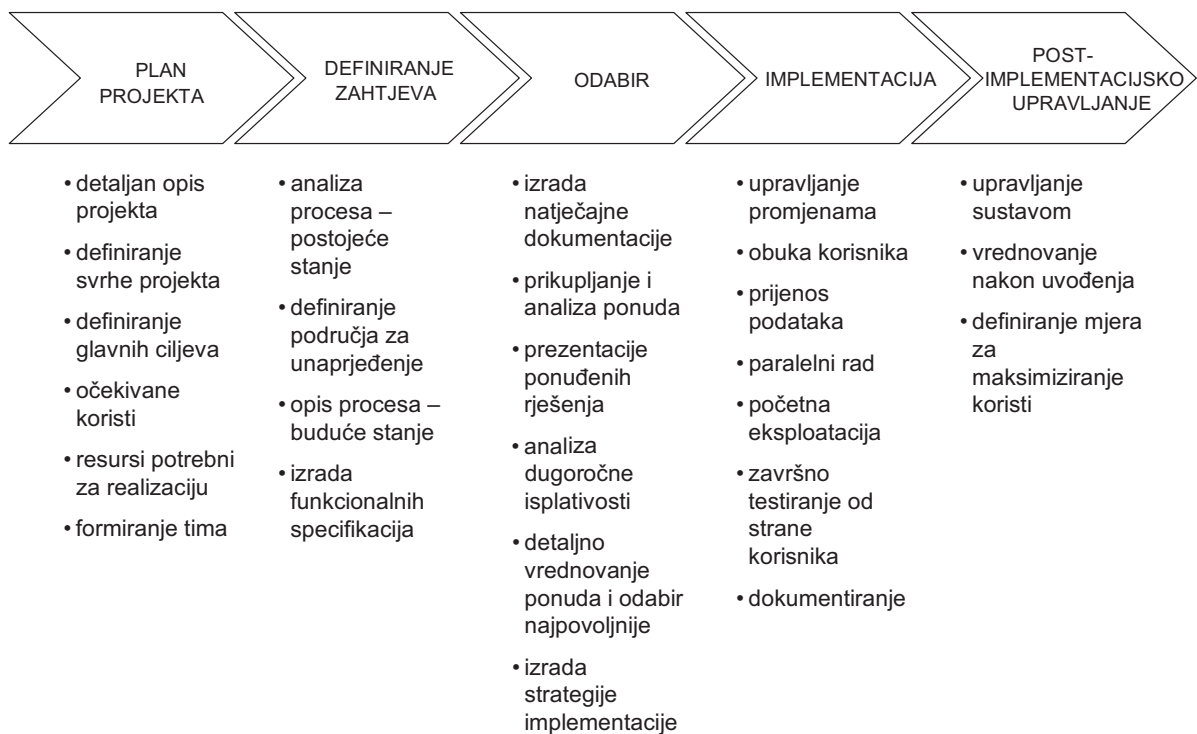 PLAN
PROJEKTA
DEFINIRANJE
ZAHTJEVA
ODABIR
IMPLEMENTACIJA
POST-
IMPLEMENTACIJSKO
UPRAVLJANJE
• detaljan opis
projekta
• definiranje
svrhe projekta
• definiranje
glavnih ciljeva
• očekivane
koristi
• resursi potrebni
za realizaciju
• formiranje tima
• analiza
procesa –
postojeće
stanje
• definiranje
područja za
unaprjeđenje
• opis procesa –
buduće stanje
• izrada
funkcionalnih
specifikacija
• izrada
natječajne
dokumentacije
• prikupljanje i
analiza ponuda
• prezentacije
ponuđenih
rješenja
• analiza
dugoročne
isplativosti
• detaljno
vrednovanje
ponuda i odabir
najpovoljnije
• izrada
strategije
implementacije
• upravljanje
promjenama
• obuka korisnika
• prijenos
podataka
• paralelni rad
• početna
eksploatacija
• završno
testiranje od
strane
korisnika
• dokumentiranje
• upravljanje
sustavom
• vrednovanje
nakon uvođenja
• definiranje mjera
za
maksimiziranje
koristi